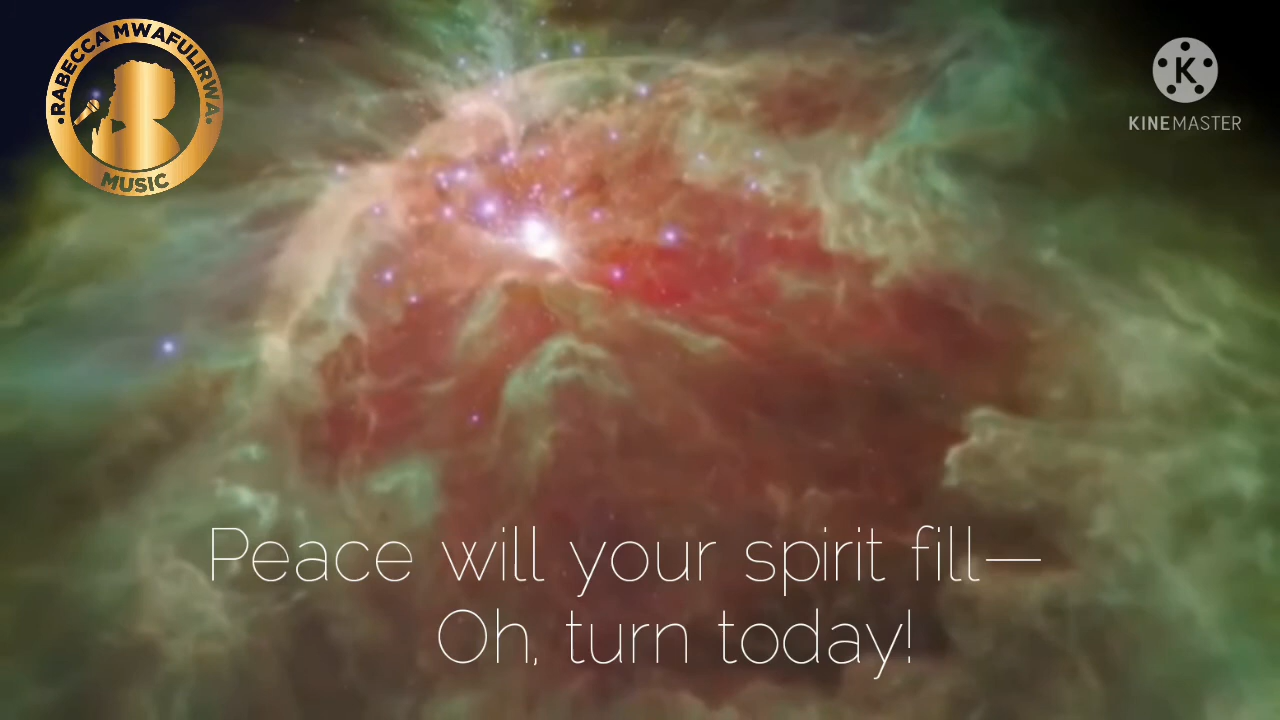 RABECCA MWAFULIRWA
MUSIC
K
KINEMASTER
Peace will your spirit fill—
Oh, turn today!